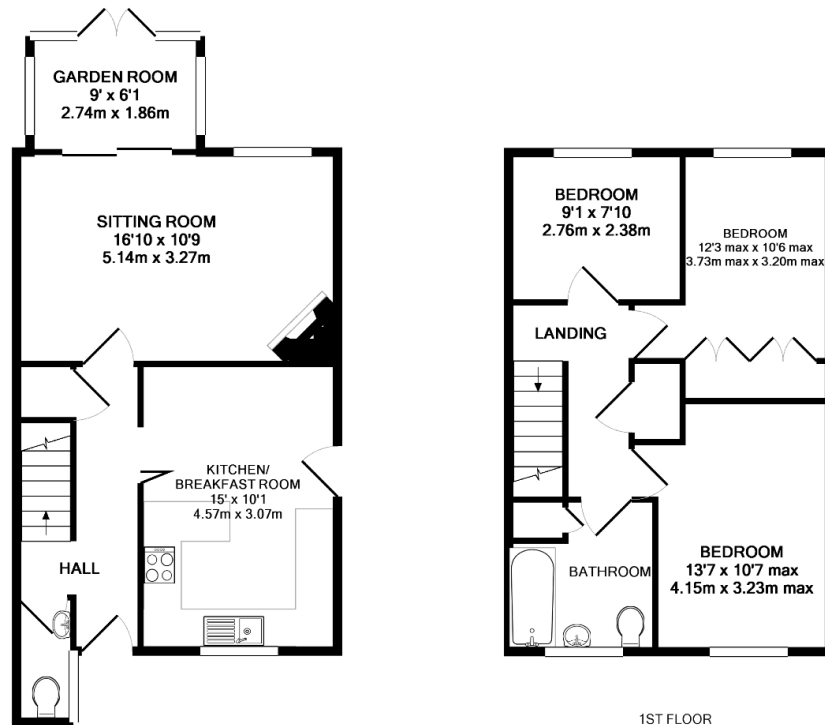 GARDEN ROOM
9' x 6'1
2.74m x 1.86m
SITTING ROOM
16'10 x 10'9
5.14m x 3.27m
KITCHEN/
BREAKFAST ROOM
15' x 10'1
4.57m x 3.07m
HALL
BEDROOM
9'1 x 7'10
2.76m x 2.38m
BEDROOM
12'3 max x 10'6 max
3.73m max x 3.20m max
LANDING
BEDROOM
13'7 x 10'7 max
4.15m x 3.23m max
BATHROOM
1ST FLOOR